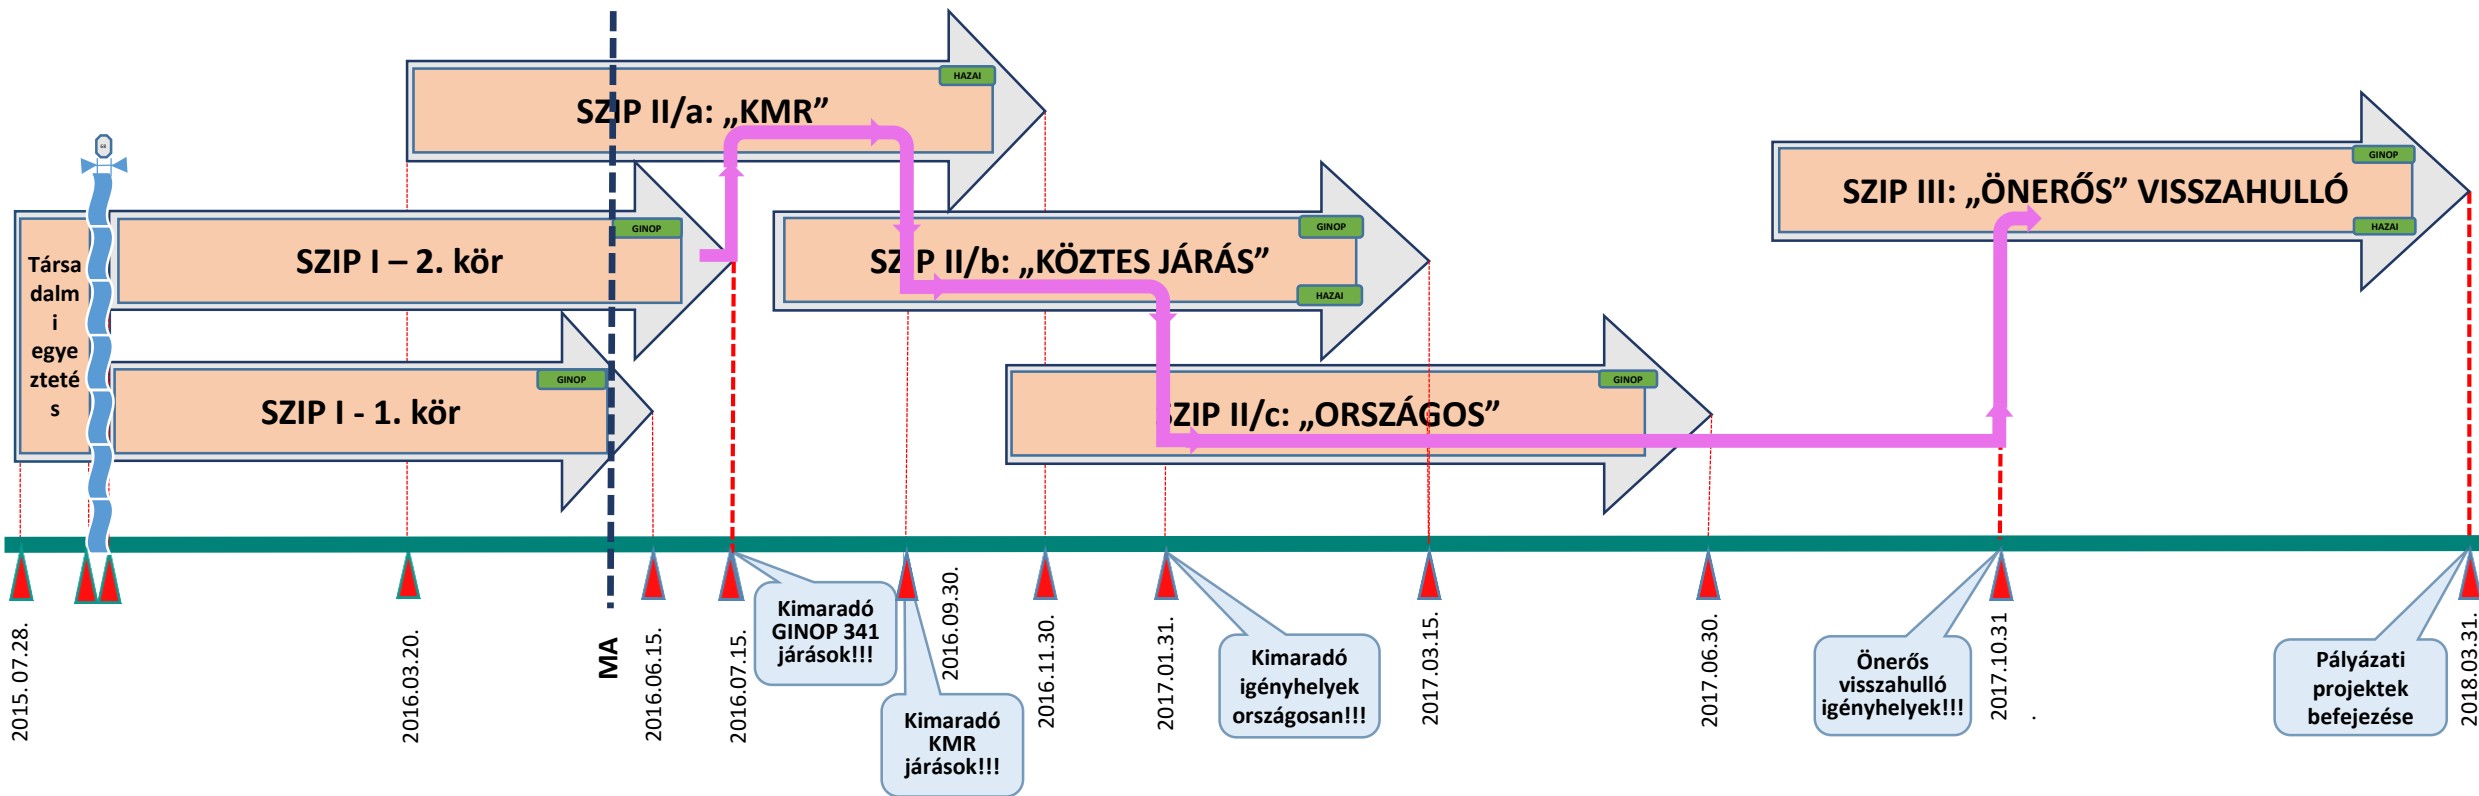 HAZAI
SZIP II/a: „KMR”
GINOP
SZIP III: „ÖNERŐS” VISSZAHULLÓ
HAZAI
Társa
dalm
i
egye
zteté
s
GINOP
SZIP I – 2. kör
GINOP
SZIP II/b: „KÖZTES JÁRÁS”
HAZAI
GINOP
SZIP I - 1. kör
GINOP
SZIP II/c: „ORSZÁGOS”
2015. 07.28.
2016.03.20.
MA
2016.06.15.
2016.07.15.
Kimaradó
GINOP 341
járások!!!
2016.09.30.
Kimaradó
KMR
járások!!!
2016.11.30.
2017.01.31.
Kimaradó
igényhelyek
országosan!!!
2017.03.15.
2017.06.30.
Önerős
visszahulló
igényhelyek!!!
2017.10.31
.
Pályázati
projektek
befejezése
2018.03.31.